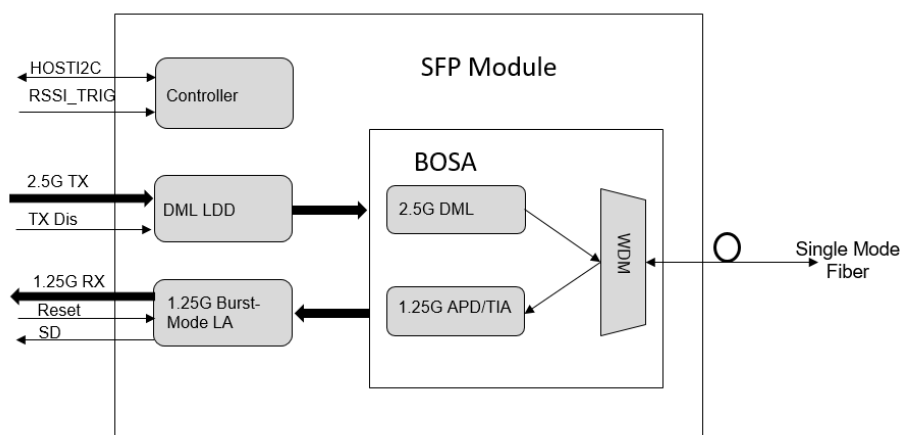 SFP Module
HOSTI2C
RSSI_TRIG
Controller
BOSA
2.5G TX
TX Dis
DML LDD
2.5G DML
WDM
Single Mode
Fiber
1.25G RX
Reset
SD
1.25G Burst-
Mode LA
1.25G APD/TIA